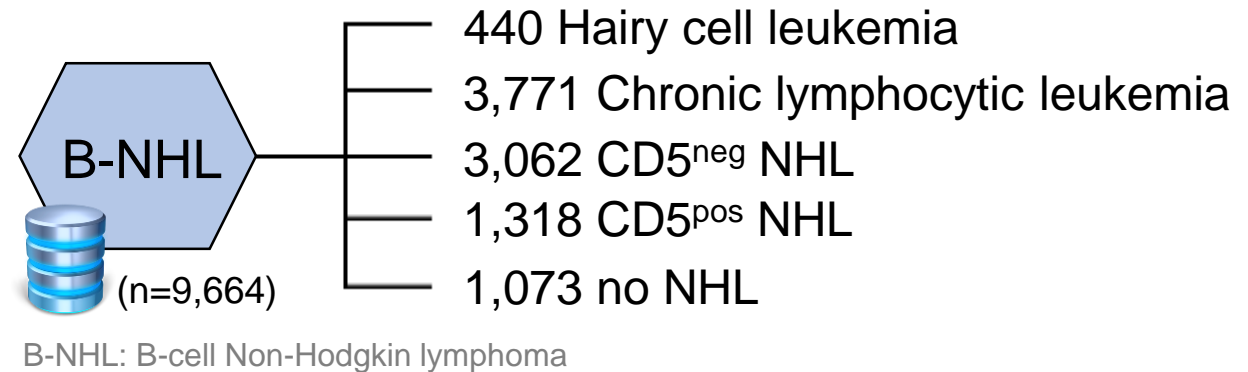 440 Hairy cell leukemia
3,771 Chronic lymphocytic leukemia
B-NHL
3,062 CD5ⁿᵉᵍ NHL
1,318 CD5ᵖᵒˢ NHL
(n=9,664)
1,073 no NHL
B-NHL: B-cell Non-Hodgkin lymphoma